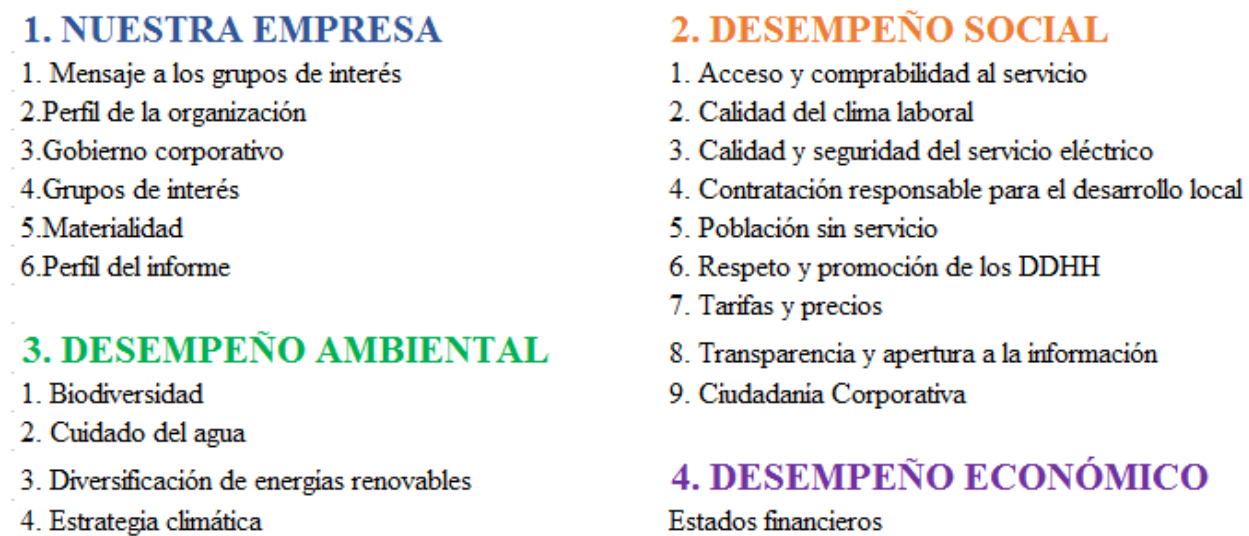 1. NUESTRA EMPRESA
1. Mensaje a los grupos de interés
2.Perfil de la organización
3.Gobierno corporativo
4.Grupos de interés
5.Materialidad
6.Perfil del informe
2. DESEMPEÑO SOCIAL
1. Acceso y comprabilidad al servicio
2. Calidad del clima laboral
3. Calidad y seguridad del servicio eléctrico
4. Contratación responsable para el desarrollo local
5. Población sin servicio
6. Respeto y promoción de los DDHH
7. Tarifas y precios
8. Transparencia y apertura a la información
9. Ciudadanía Corporativa
3. DESEMPEÑO AMBIENTAL
1. Biodiversidad
2. Cuidado del agua
3. Diversificación de energías renovables
4. Estrategia climática
4. DESEMPEÑO ECONÓMICO
Estados financieros